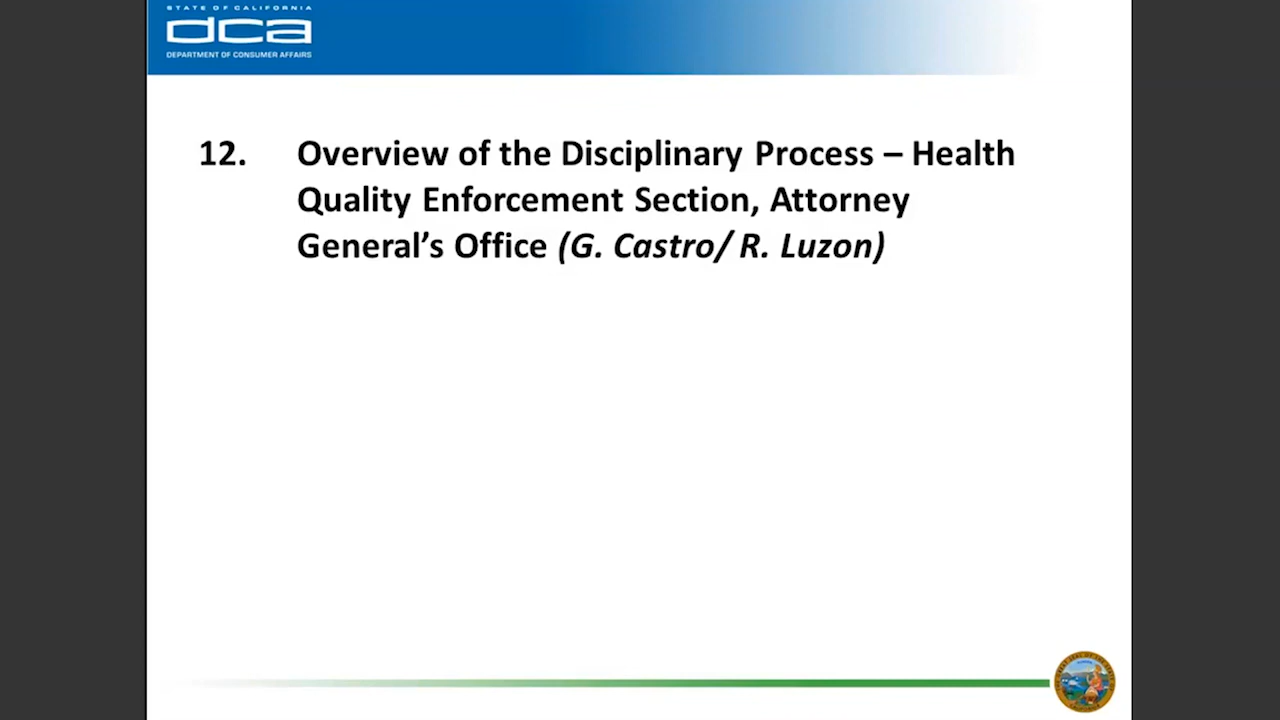 STATE OF CALIFORNIA
dca
DEPARTMENT OF CONSUMER AFFAIRS
12. Overview of the Disciplinary Process – Health
Quality Enforcement Section, Attorney
General’s Office (G. Castro/ R. Luzon)